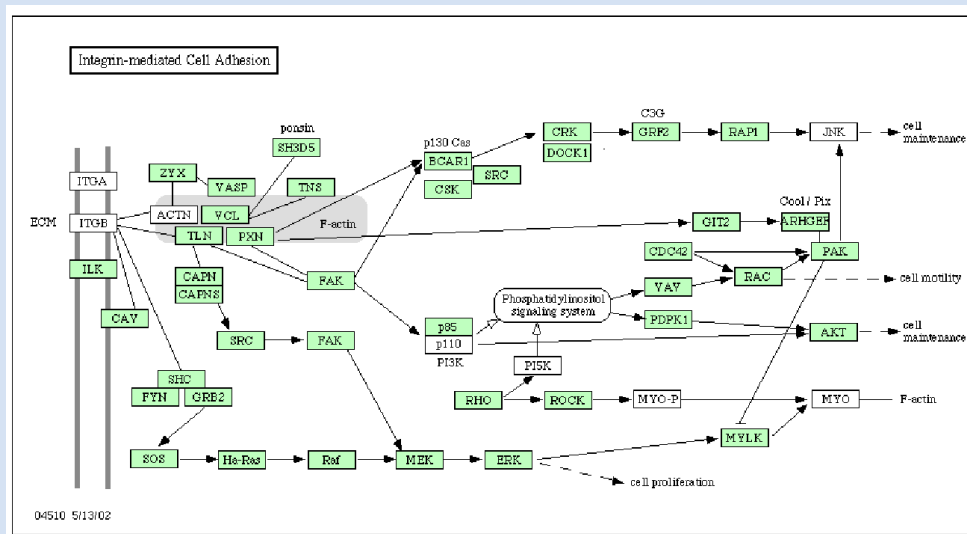 Integrin-mediated Cell Adhesion
C3G
ponsin
p130 Cas
CRK
GRF2
RAP1
JNK
cell
maintenance
SH3D5
DOCK1
BCAR1
SRC
CSK
ITGA
ZYX
VASP
TNS
ECM
ITGB
ACTN
VCL
F-actin
Cool / Pix
TLN
PXN
GIT2
ARHGEF
CDC42
PAK
ILK
CAPN
CAPNS
FAK
RAC
cell motility
VAV
Phosphatidylinositol
signaling system
CAV
PDPK1
p85
p110
PI3K
AKT
cell
maintenance
SRC
FAK
PI5K
SHC
FYN
GRB2
RHO
ROCK
MYO-P
MYO
F-actin
MYLK
SOS
Ha-Ras
Raf
MEK
ERK
cell proliferation
04510 5/13/02